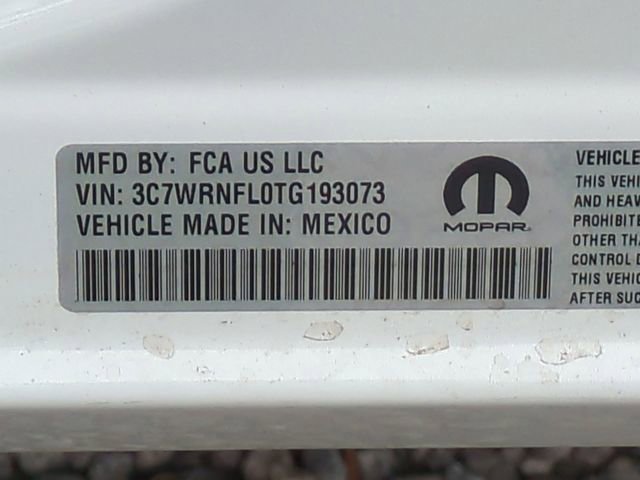 MFD BY: FCA US LLC
VIN: 3C7WRNFL0TG193073
VEHICLE MADE IN: MEXICO
MOPAR
VEHICLE
THIS VEHI
AND HEAV
PROHIBITE
OTHER THA
CONTROL D
THIS VEHIC
AFTER SUC